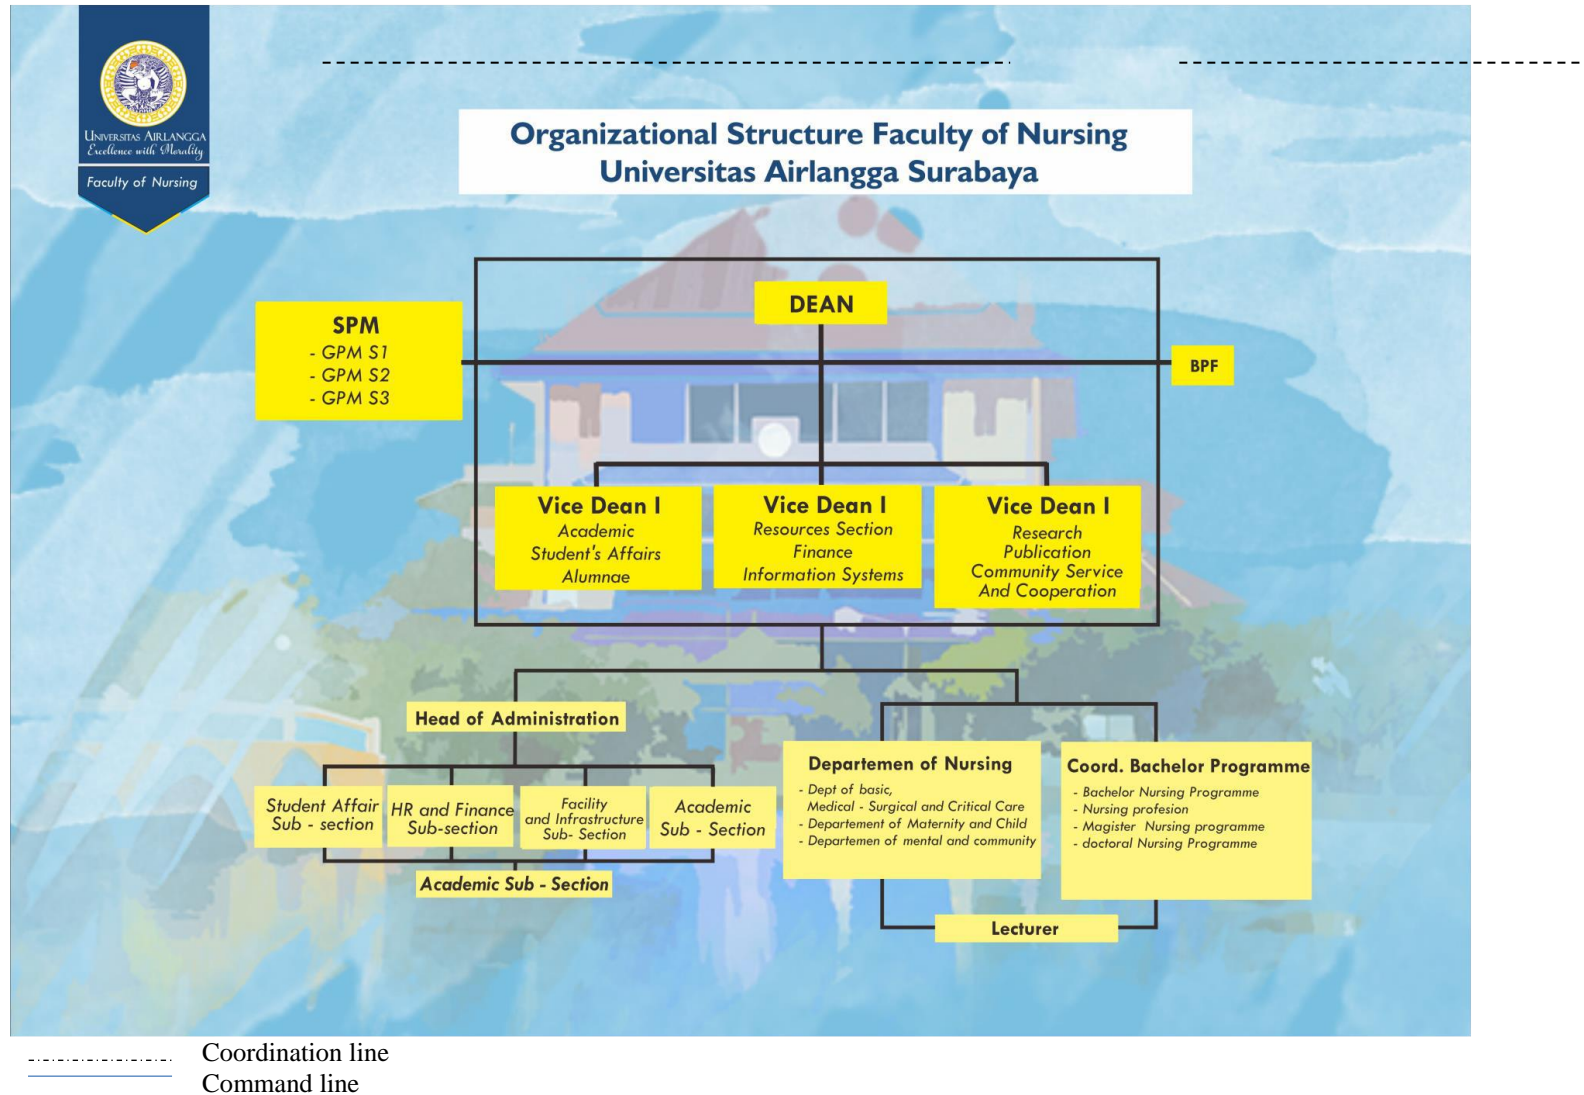 UNIVERSITAS AIRLANGGA
Excellence with Morality
Faculty of Nursing
Organizational Structure Faculty of Nursing
Universitas Airlangga Surabaya
DEAN
SPM
- GPM S1
- GPM S2
- GPM S3
BPF
Vice Dean I
Academic
Student's Affairs
Alumnae
Vice Dean I
Resources Section
Finance
Information Systems
Vice Dean I
Research
Publication
Community Service
And Cooperation
Head of Administration
Student Affair
Sub - section
HR and Finance
Sub-section
Facility
and Infrastructure
Sub- Section
Academic
Sub - Section
Academic Sub - Section
Departemen of Nursing
- Dept of basic,
Medical - Surgical and Critical Care
- Departement of Maternity and Child
- Departemen of mental and community
Coord. Bachelor Programme
- Bachelor Nursing Programme
- Nursing profesion
- Magister Nursing programme
- doctoral Nursing Programme
Lecturer
Coordination line
Command line